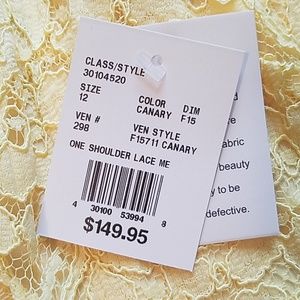 CLASS/STYLE
30104520
SIZE
12
COLOR
CANARY
DIM
F15
VEN #
298
VEN STYLE
F15711 CANARY
ONE SHOULDER LACE ME
4 30100 53994 8
$149.95
abric
beauty
y to be
defective.